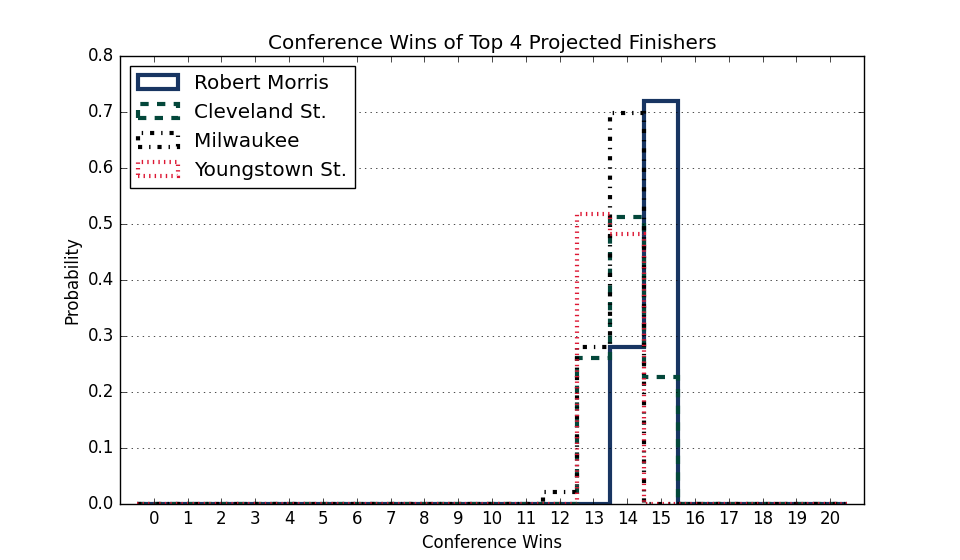 Conference Wins of Top 4 Projected Finishers
0.8
0.7
0.6
0.5
0.4
0.3
0.2
0.1
0.0
Probability
Robert Morris
Cleveland St.
Milwaukee
Youngstown St.
0 1 2 3 4 5 6 7 8 9 10 11 12 13 14 15 16 17 18 19 20
Conference Wins